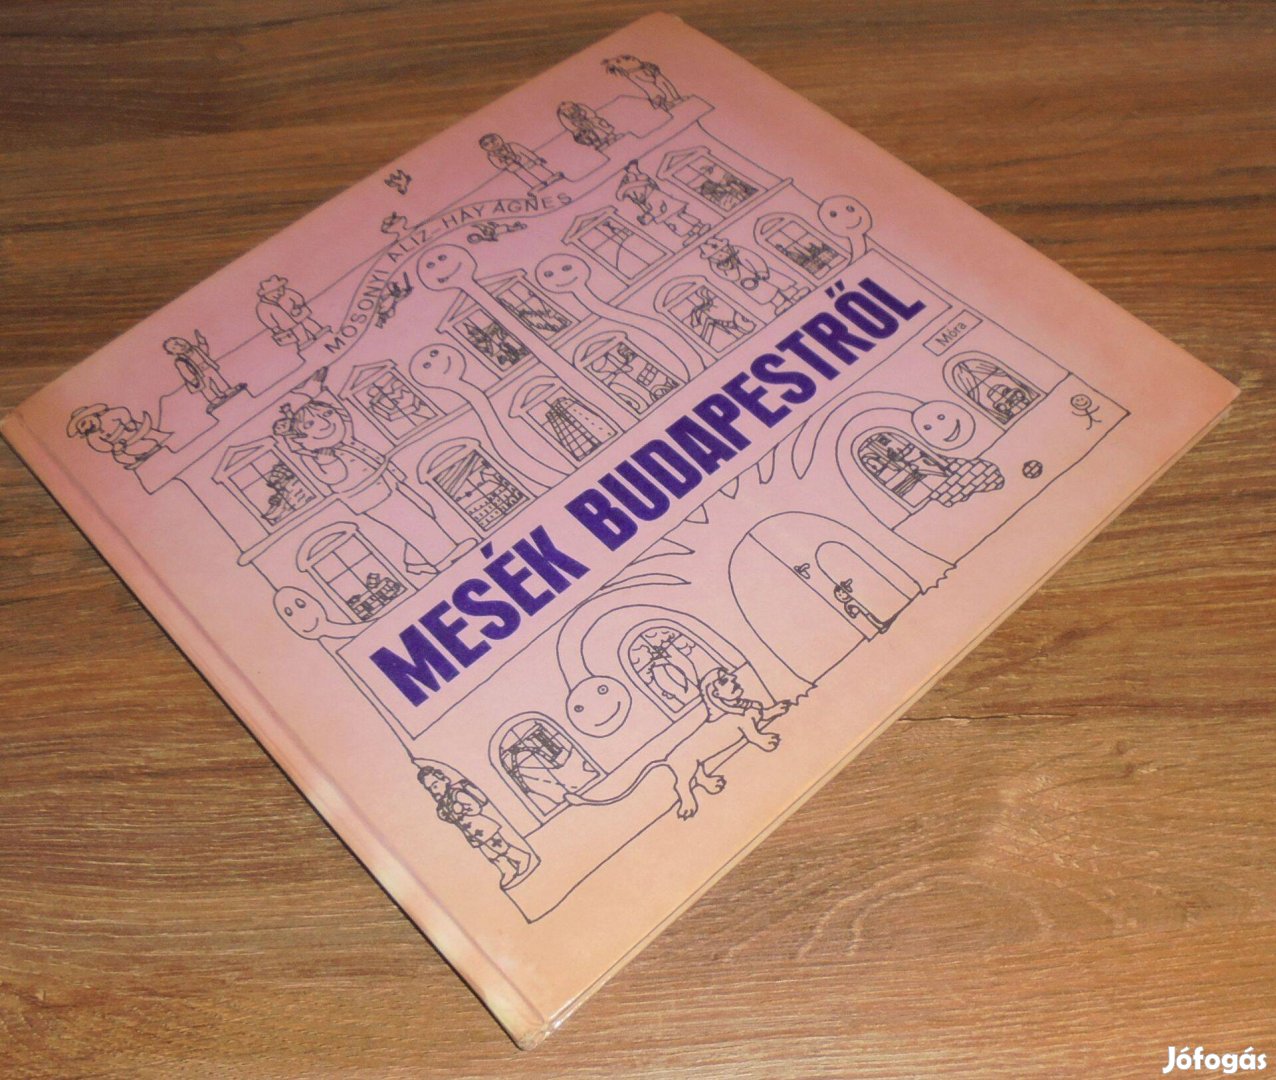 MOSONYI ALIZ HAY ÁGNES
MESÉK BUDAPESTRŐL
Móra
Jófogás